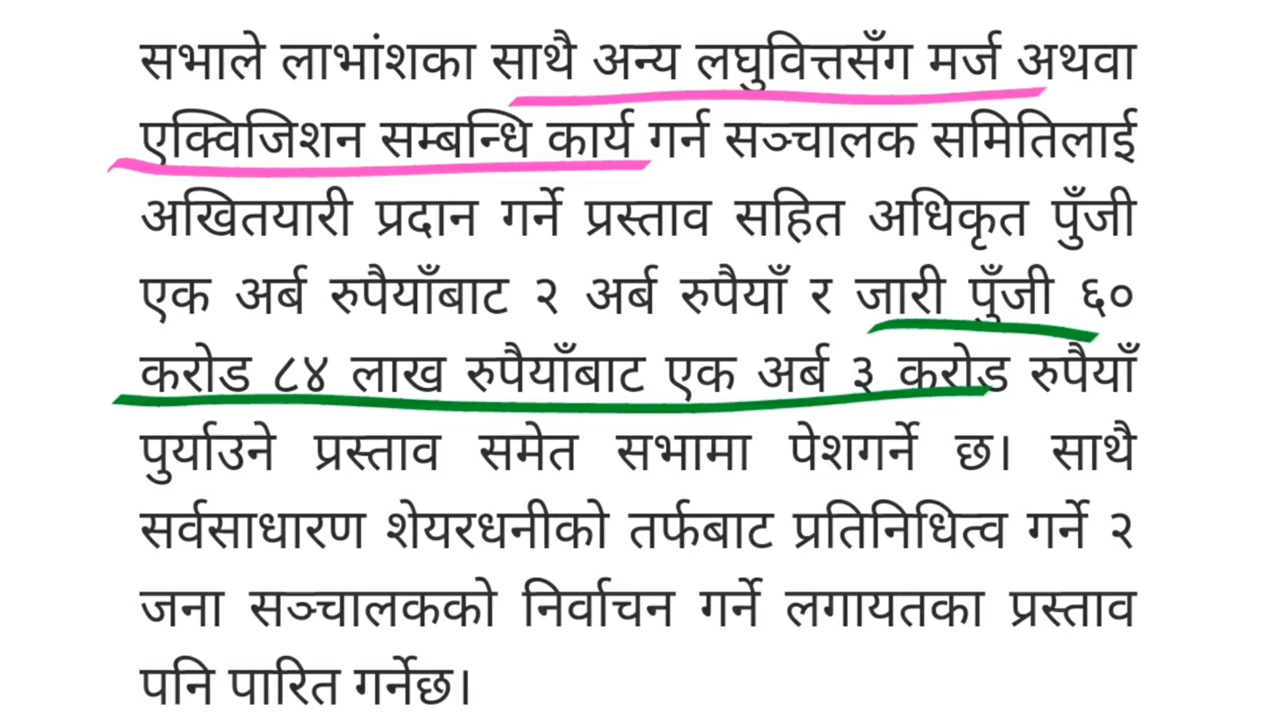 सभाले लाभांशका साथै अन्य लघुवित्तसँग मर्ज अथवा
एक्विजिशन सम्बन्धि कार्य गर्न सञ्चालक समितिलाई
अखितयारी प्रदान गर्ने प्रस्ताव सहित अधिकृत पुँजी
एक अर्ब रुपैयाँबाट २ अर्ब रुपैयाँ र जारी पुँजी ६०
करोड ८४ लाख रुपैयाँबाट एक अर्ब ३ करोड रुपैयाँ
पुर्याउने प्रस्ताव समेत सभामा पेशगर्ने छ। साथै
सर्वसाधारण शेयरधनीको तर्फबाट प्रतिनिधित्व गर्ने २
जना सञ्चालकको निर्वाचन गर्ने लगायतका प्रस्ताव
पनि पारित गर्नेछ।